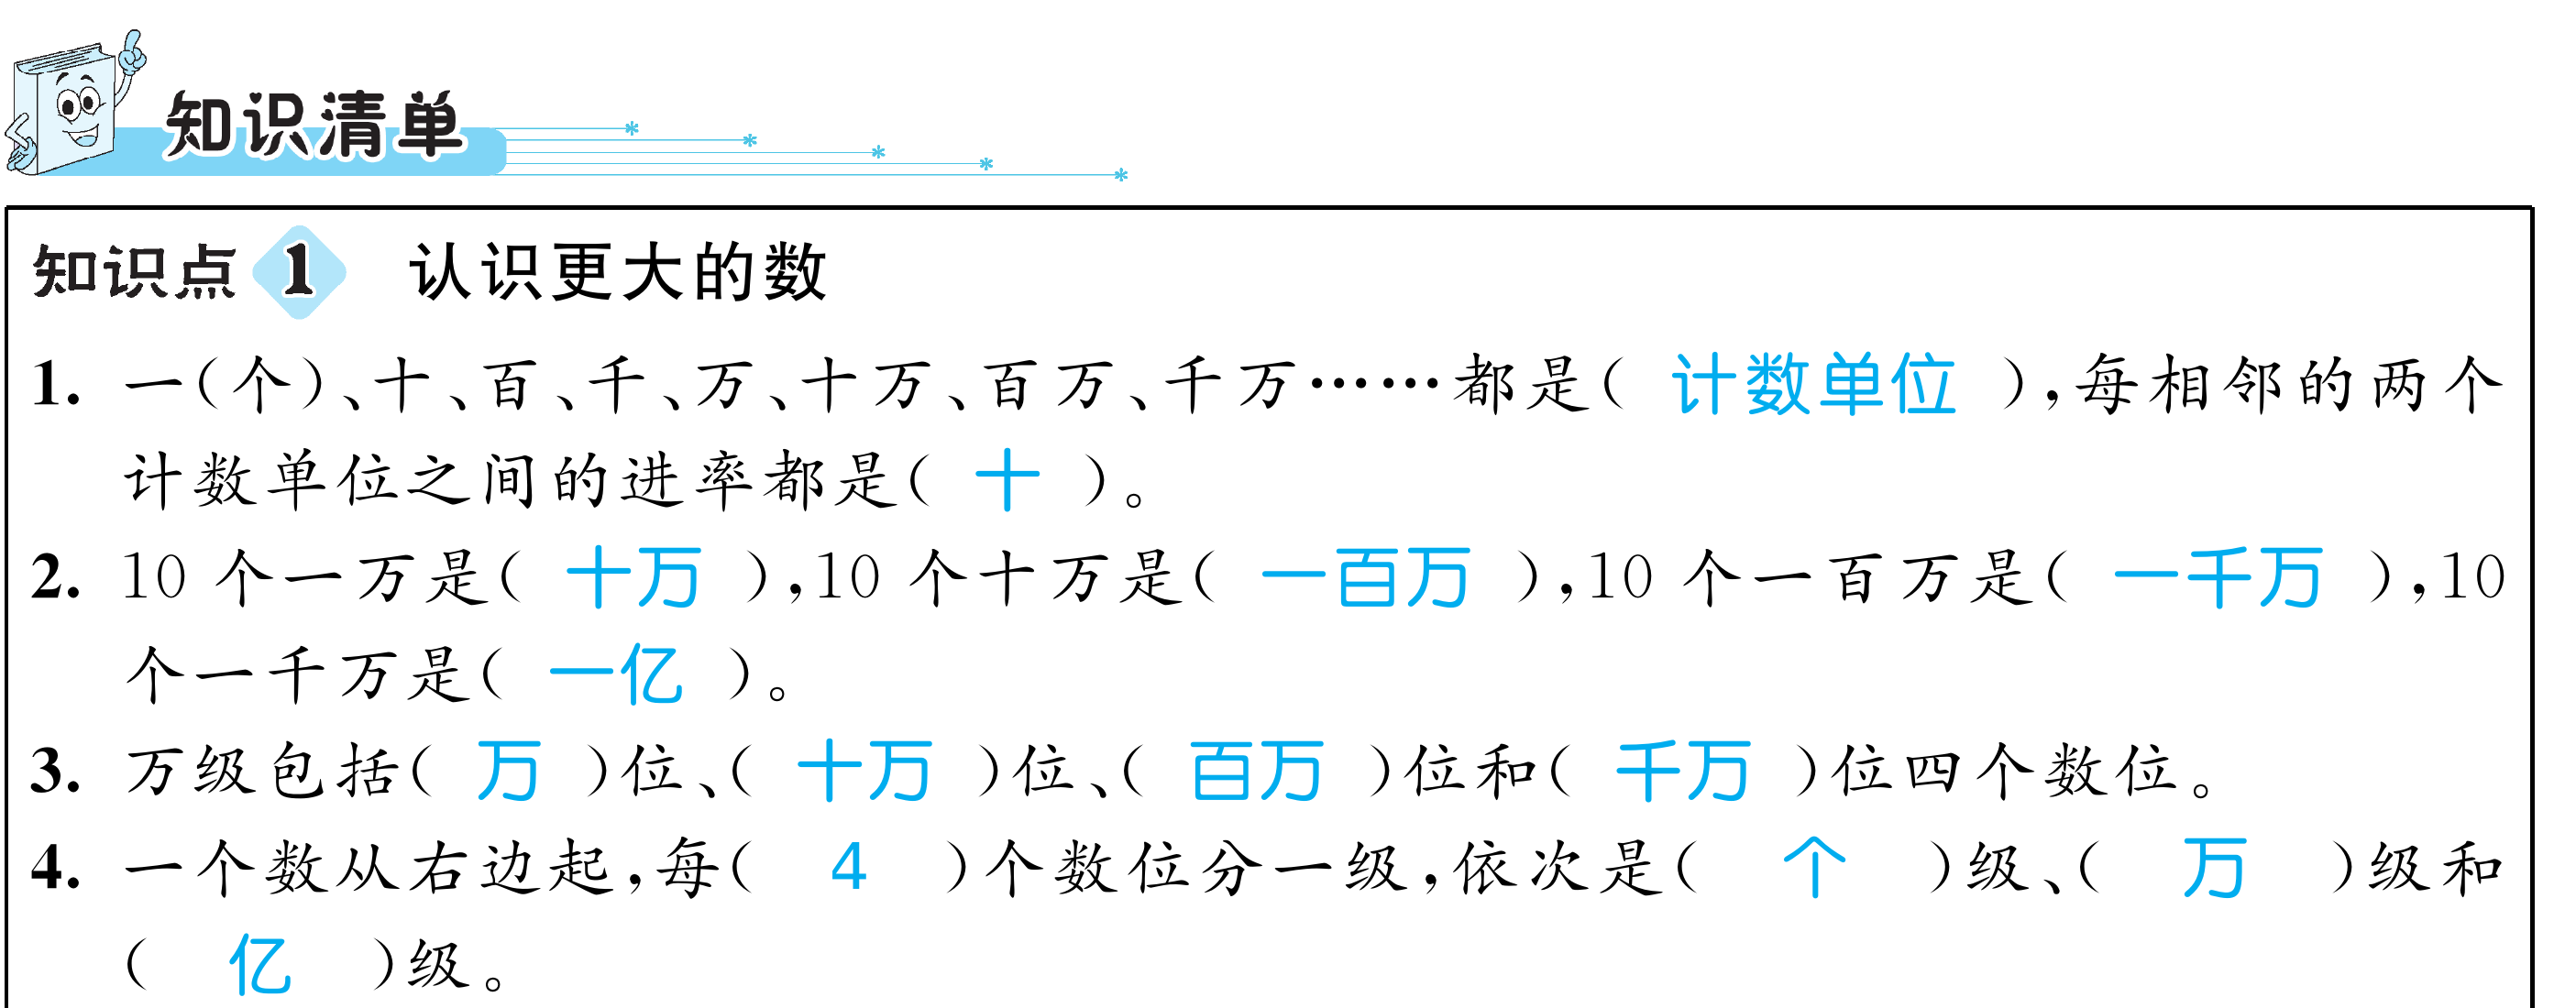 知识清单
知识点 1 认识更大的数
1. 一(个)、十、百、千、万、十万、百万、千万……都是( 计数单位 ),每相邻的两个
计数单位之间的进率都是( 十 )。
2. 10 个一万是( 十万 ),10 个十万是( 一百万 ),10 个一百万是( 一千万 ),10
个一千万是( 一亿 )。
3. 万级包括( 万 )位、( 十万 )位、( 百万 )位和( 千万 )位四个数位。
4. 一个数从右边起,每( 4 )个数位分一级,依次是( 个 )级、( 万 )级和
( 亿 )级。